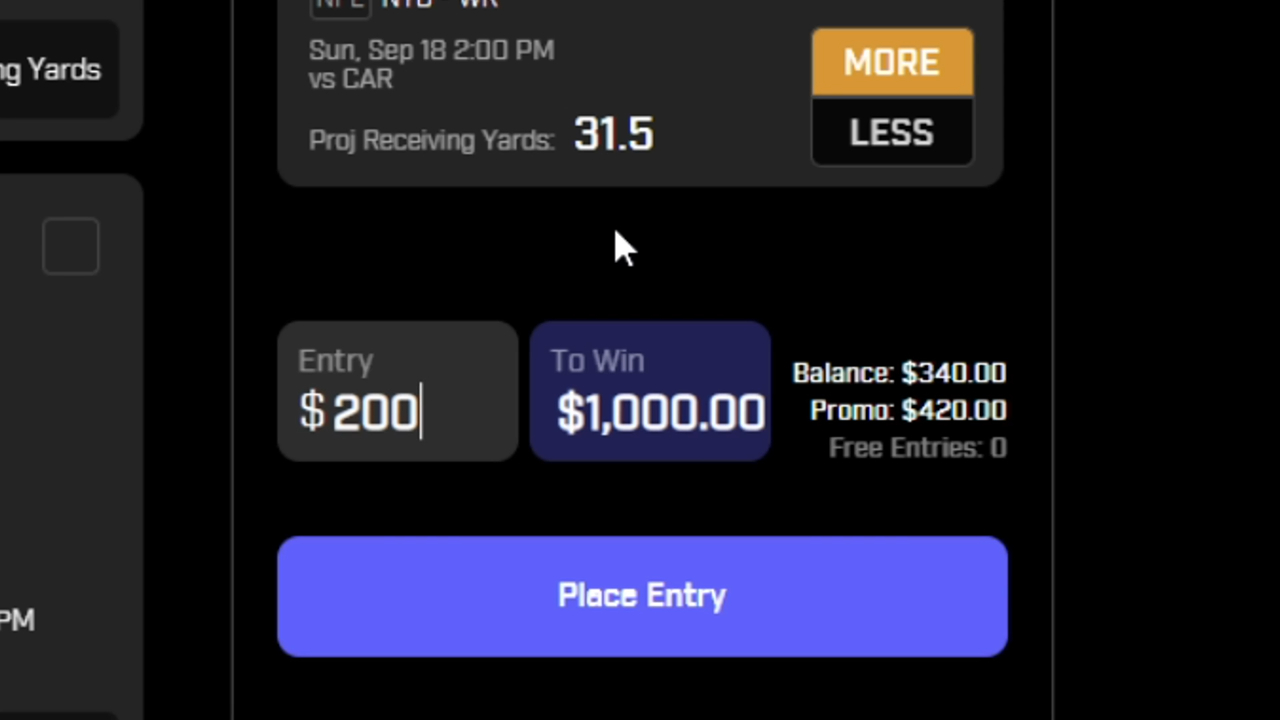 ng Yards
PM
Sun, Sep 18 2:00 PM
vs CAR
Proj Receiving Yards: 31.5
MORE
LESS
Entry
$ 200
To Win
$1,000.00
Balance: $340.00
Promo: $420.00
Free Entries: 0
Place Entry